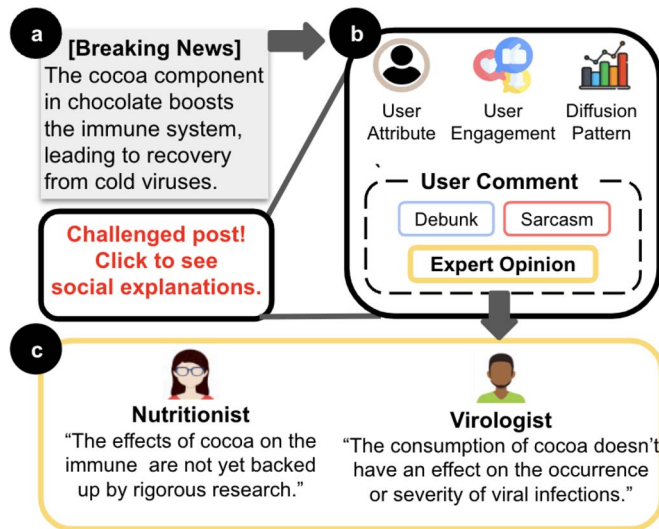 a
[Breaking News]
The cocoa component
in chocolate boosts
the immune system,
leading to recovery
from cold viruses.
Challenged post!
Click to see
social explanations.
b
User
Attribute
User
Engagement
Diffusion
Pattern
User Comment
Debunk
Sarcasm
Expert Opinion
c
Nutritionist
“The effects of cocoa on the
immune are not yet backed
up by rigorous research.”
Virologist
“The consumption of cocoa doesn’t
have an effect on the occurrence
or severity of viral infections.”